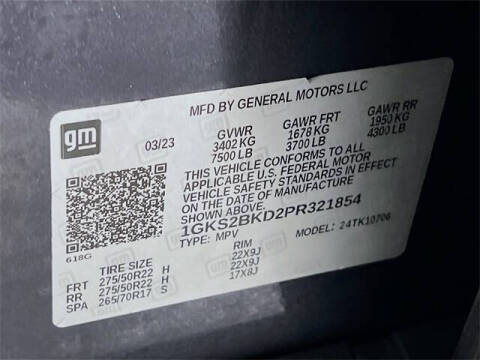 MFD BY GENERAL MOTORS LLC
gm
03/23 GVWR GAWR FRT GAWR RR
3402 KG 1678 KG 1950 KG
7500 LB 3700 LB 4300 LB
THIS VEHICLE CONFORMS TO ALL
APPLICABLE U.S. FEDERAL MOTOR
VEHICLE SAFETY STANDARDS IN EFFECT
ON THE DATE OF MANUFACTURE
SHOWN ABOVE.
1GKS2BKD2PR321854
618G TYPE: MPV MODEL: 24TK10706
TIRE SIZE RIM
FRT 275/50R22 H 22X9J
RR 275/50R22 H 22X9J
SPA 265/70R17 S 17X8J